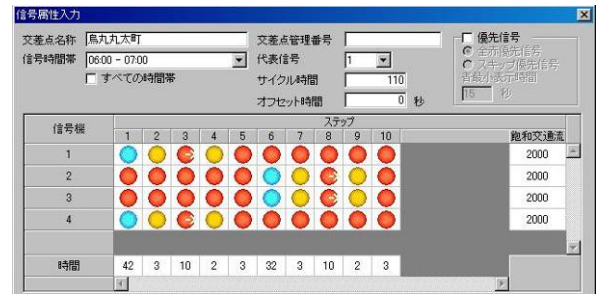 信号属性入力
交差点名称 烏丸丸太町 交差点管理番号 優先信号
信号時間帯 06:00 - 07:00 代表信号 1 全赤優先信号
すべての時間帯 サイクル時間 110 スキップ優先信号
オフセット時間 0 秒 青最小表示時間
15 秒
信号機 ステップ 飽和交通流
1 2 3 4 5 6 7 8 9 10
1 2000
2 2000
3 2000
4 2000
時間 42 3 10 2 3 32 3 10 2 3